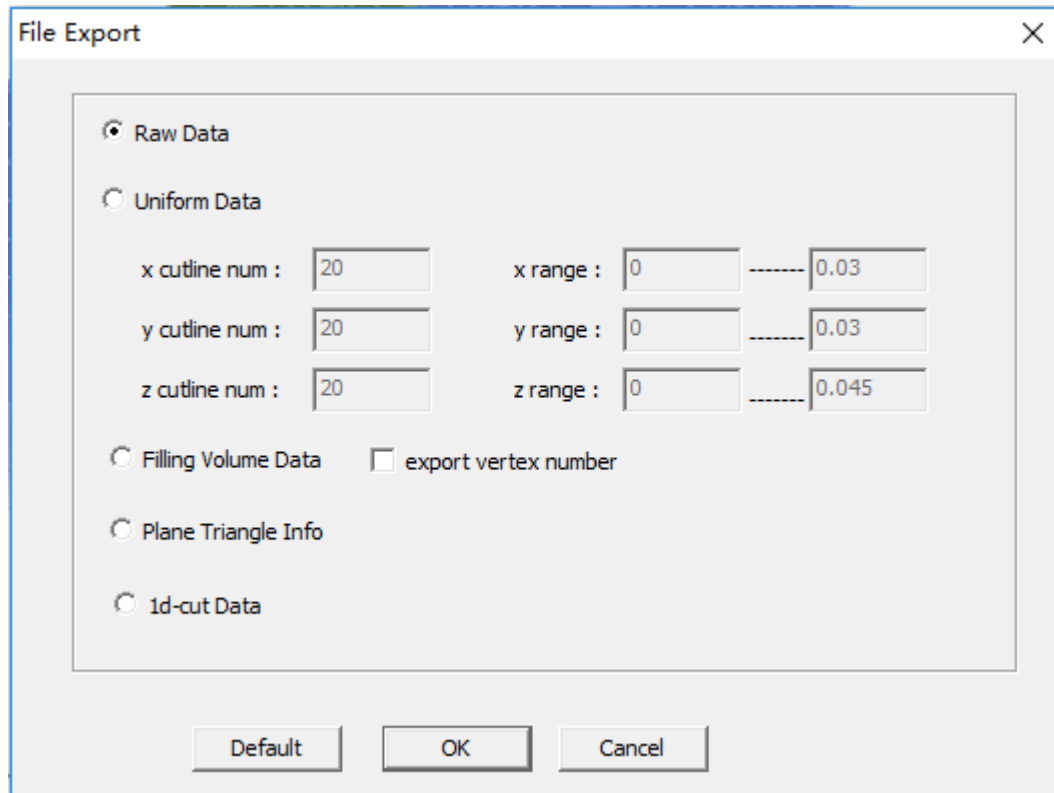 File Export
Raw Data
Uniform Data
x cutline num : 20 x range : 0 ------- 0.03
y cutline num : 20 y range : 0 ------- 0.03
z cutline num : 20 z range : 0 ------- 0.045
Filling Volume Data export vertex number
Plane Triangle Info
1d-cut Data
Default OK Cancel